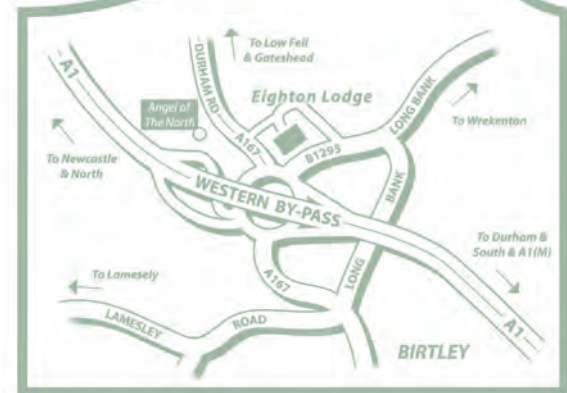 A1
DURHAM RD
To Low Fell
& Gateshead
Eighton Lodge
LONG BANK
Angel of
The North
A167
B1293
To Wrekenton
To Newcastle
& North
WESTERN BY-PASS
BANK
LONG
To Durham &
South & A1(M)
To Lamesely
A167
LAMESLEY
ROAD
A1
BIRTLEY